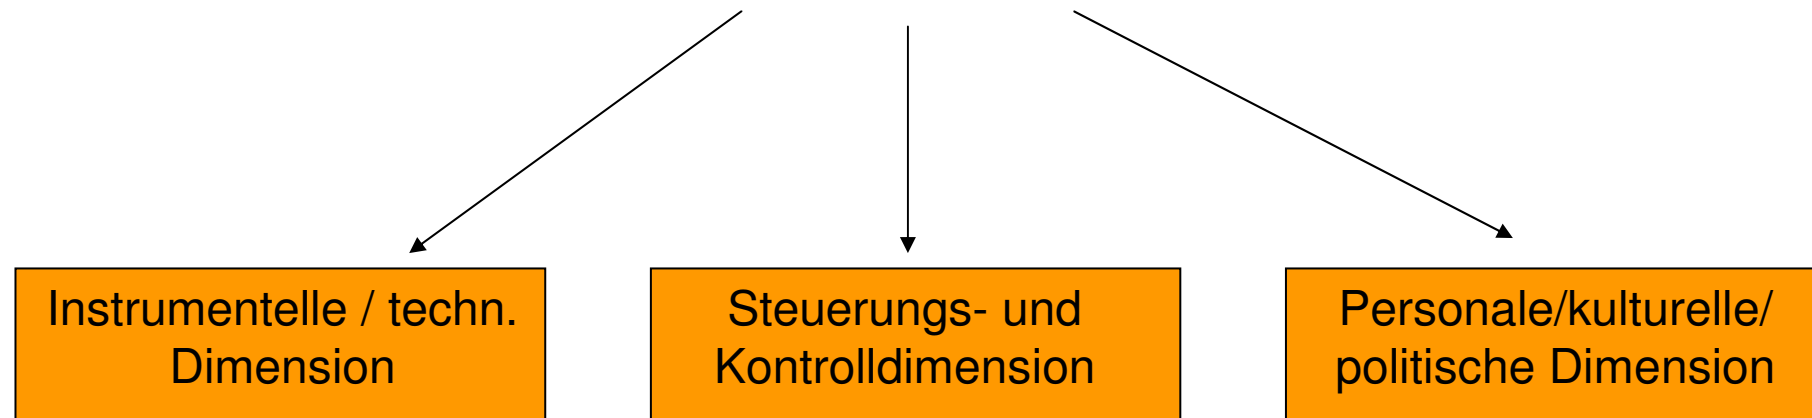 Instrumentelle / techn.
Dimension
Steuerungs- und
Kontrolldimension
Personale/kulturelle/
politische Dimension